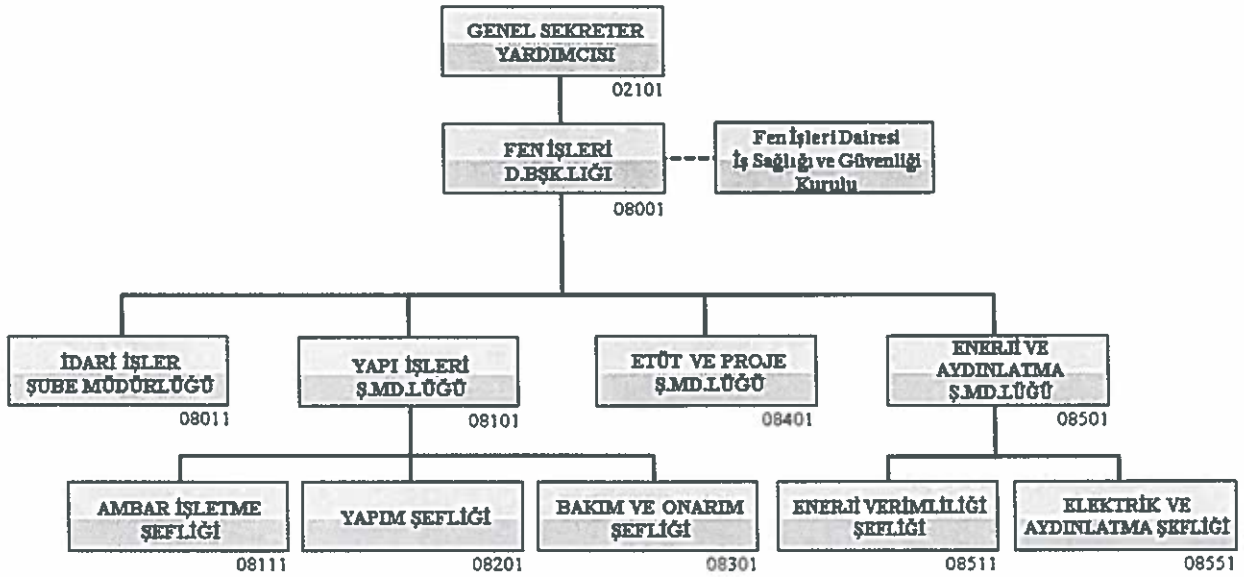 GENEL SEKRETER
YARDIMCISI
02101
FEN İŞLERİ
D.BŞK.LIĞI
08001
Fen İşleri Dairesi
İş Sağlığı ve Güvenliği
Kurulu
İDARİ İŞLER
ŞUBE MÜDÜRLÜĞÜ
08011
YAPI İŞLERİ
Ş.MD.LÜĞÜ
08101
ETÜT VE PROJE
Ş.MD.LÜĞÜ
08401
ENERJİ VE
AYDINLATMA
Ş.MD.LÜĞÜ
08501
AMBAR İŞLETME
ŞEFLİĞİ
08111
YAPIM ŞEFLİĞİ
08201
BAKIM VE ONARIM
ŞEFLİĞİ
08301
ENERJİ VERİMLİLİĞİ
ŞEFLİĞİ
08511
ELEKTRİK VE
AYDINLATMA ŞEFLİĞİ
08551